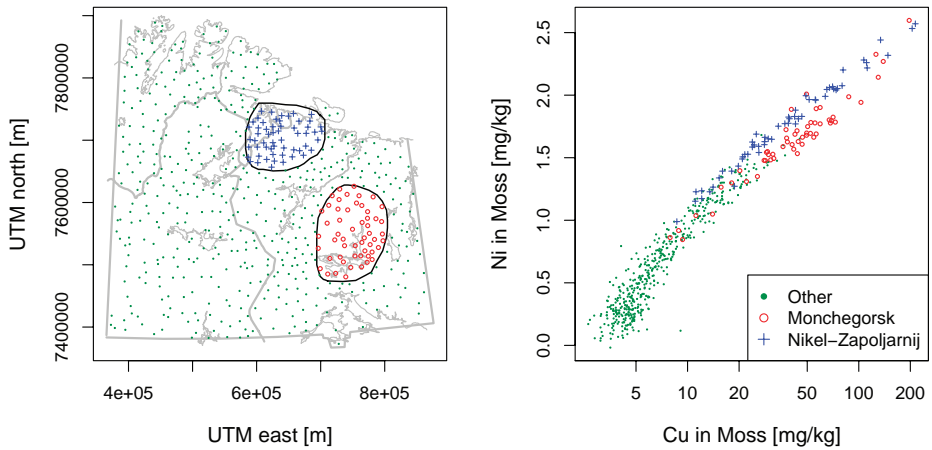 UTM north [m]
7800000
7600000
7400000
4e+05
6e+05
8e+05
UTM east [m]
Ni in Moss [mg/kg]
2.5
2.0
1.5
1.0
0.5
0.0
5
10
20
50
100
200
Cu in Moss [mg/kg]
Other
Monchegorsk
Nikel−Zapoljarnij